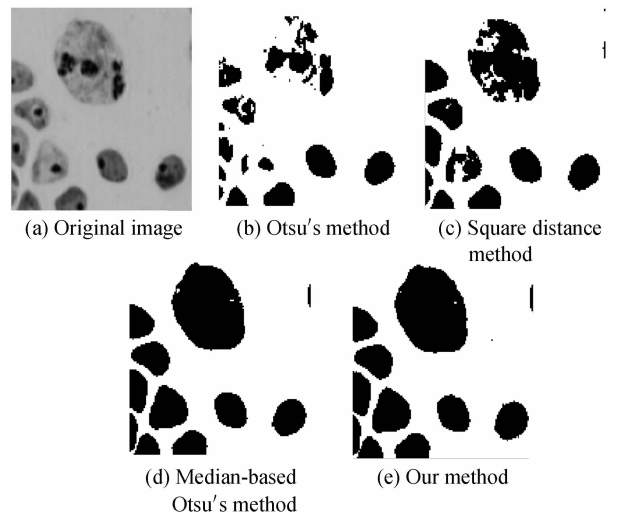 (a) Original image
(b) Otsu′s method
(c) Square distance
method
(d) Median-based
Otsu′s method
(e) Our method